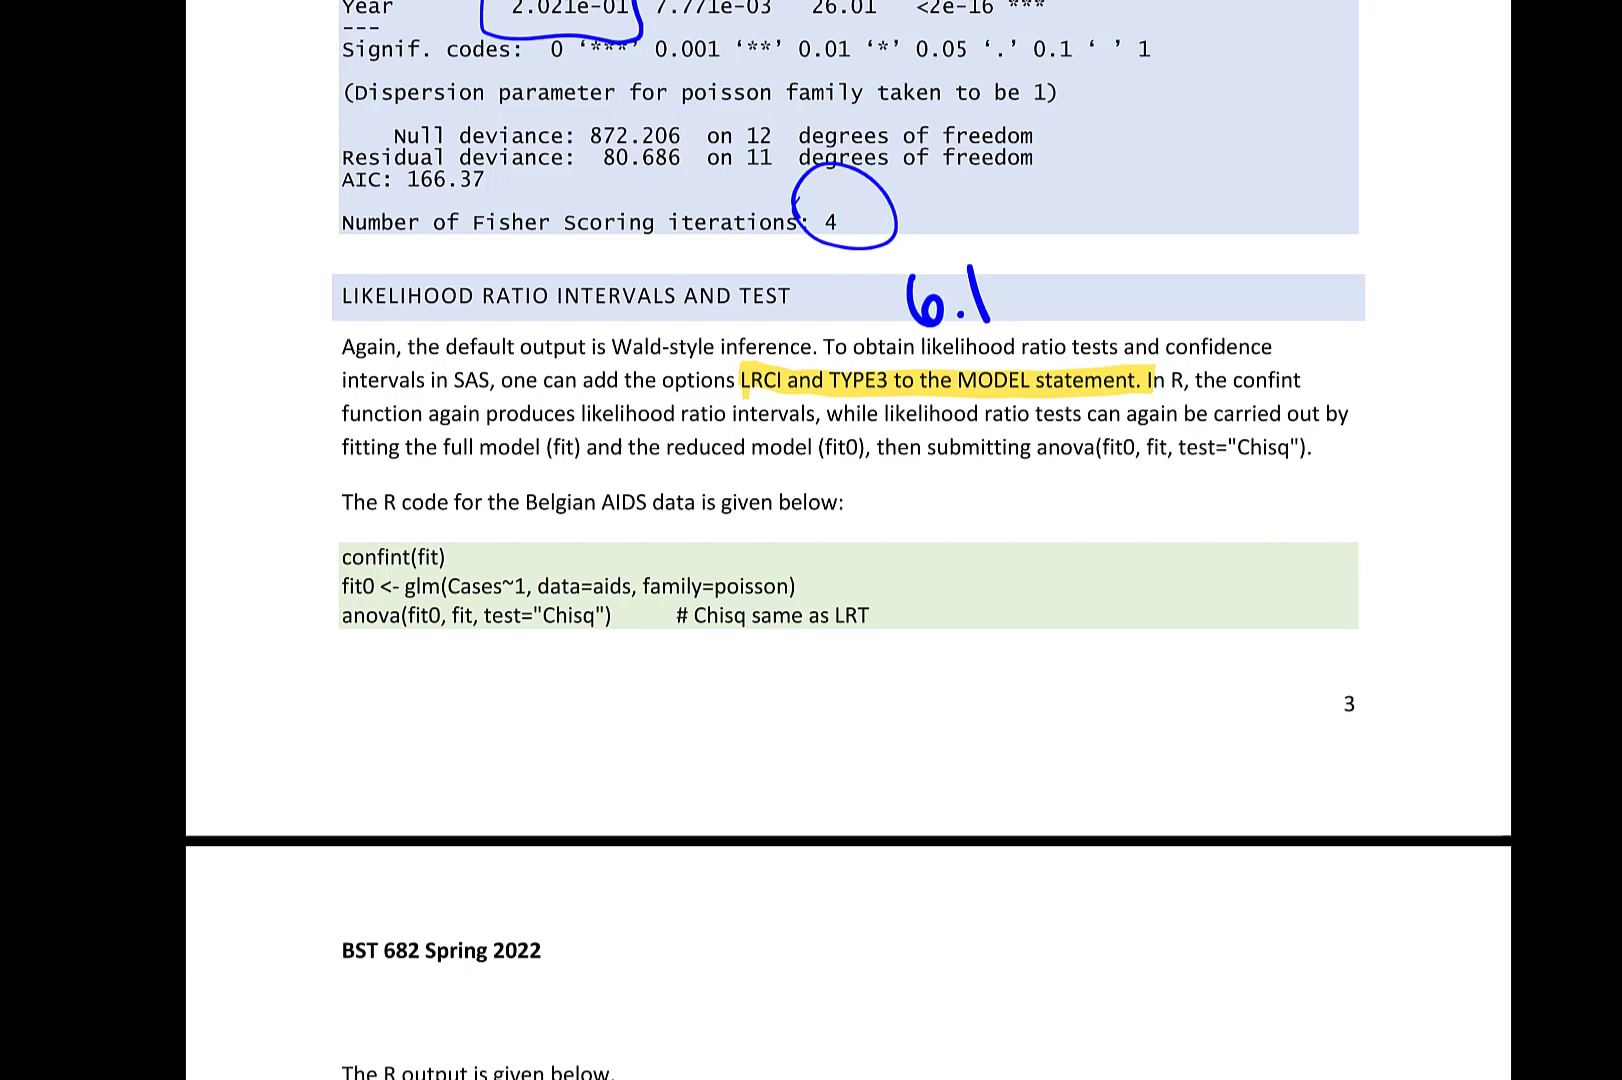 Year 2.021e-01 7.771e-03 26.01 <2e-16 ***
---
Signif. codes: 0 ‘***’ 0.001 ‘**’ 0.01 ‘*’ 0.05 ‘.’ 0.1 ‘ ’ 1
(Dispersion parameter for poisson family taken to be 1)
Null deviance: 872.206 on 12 degrees of freedom
Residual deviance: 80.686 on 11 degrees of freedom
AIC: 166.37
Number of Fisher Scoring iterations: 4
LIKELIHOOD RATIO INTERVALS AND TEST 6.1
Again, the default output is Wald-style inference. To obtain likelihood ratio tests and confidence
intervals in SAS, one can add the options LRCI and TYPE3 to the MODEL statement. In R, the confint
function again produces likelihood ratio intervals, while likelihood ratio tests can again be carried out by
fitting the full model (fit) and the reduced model (fit0), then submitting anova(fit0, fit, test="Chisq").
The R code for the Belgian AIDS data is given below:
confint(fit)
fit0 <- glm(Cases~1, data=aids, family=poisson)
anova(fit0, fit, test="Chisq") # Chisq same as LRT
3
BST 682 Spring 2022
The R output is given below.